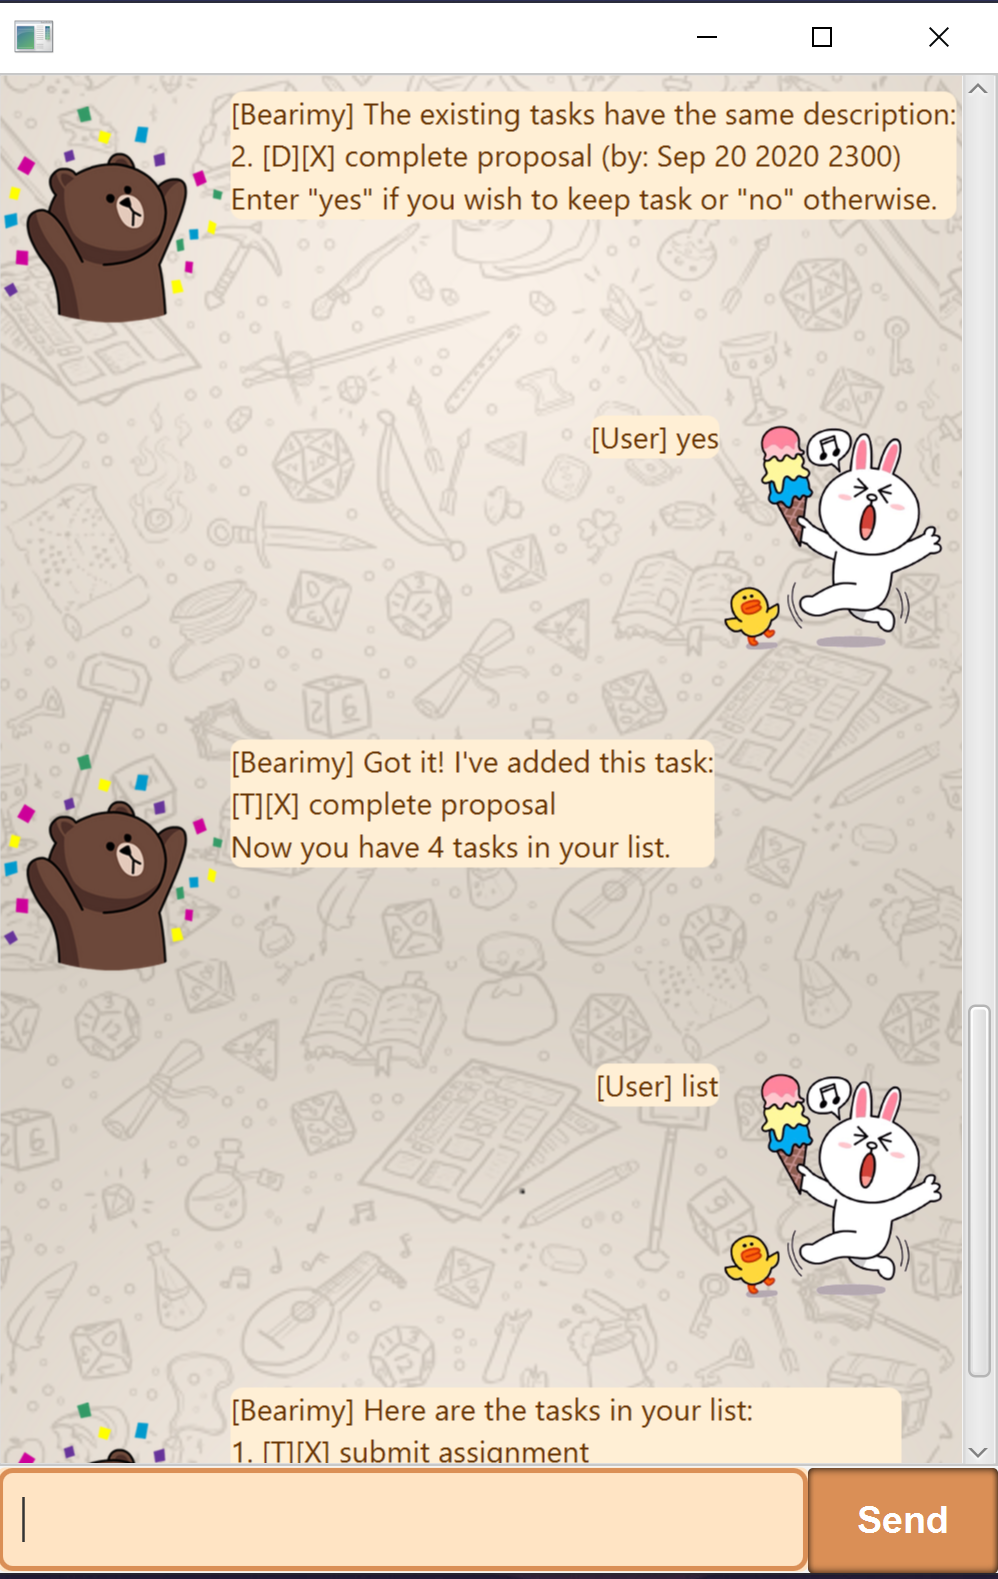 [Bearimy] The existing tasks have the same description:
2. [D][X] complete proposal (by: Sep 20 2020 2300)
Enter "yes" if you wish to keep task or "no" otherwise.
[User] yes
[Bearimy] Got it! I've added this task:
[T][X] complete proposal
Now you have 4 tasks in your list.
[User] list
[Bearimy] Here are the tasks in your list:
1. [T][X] submit assignment
Send